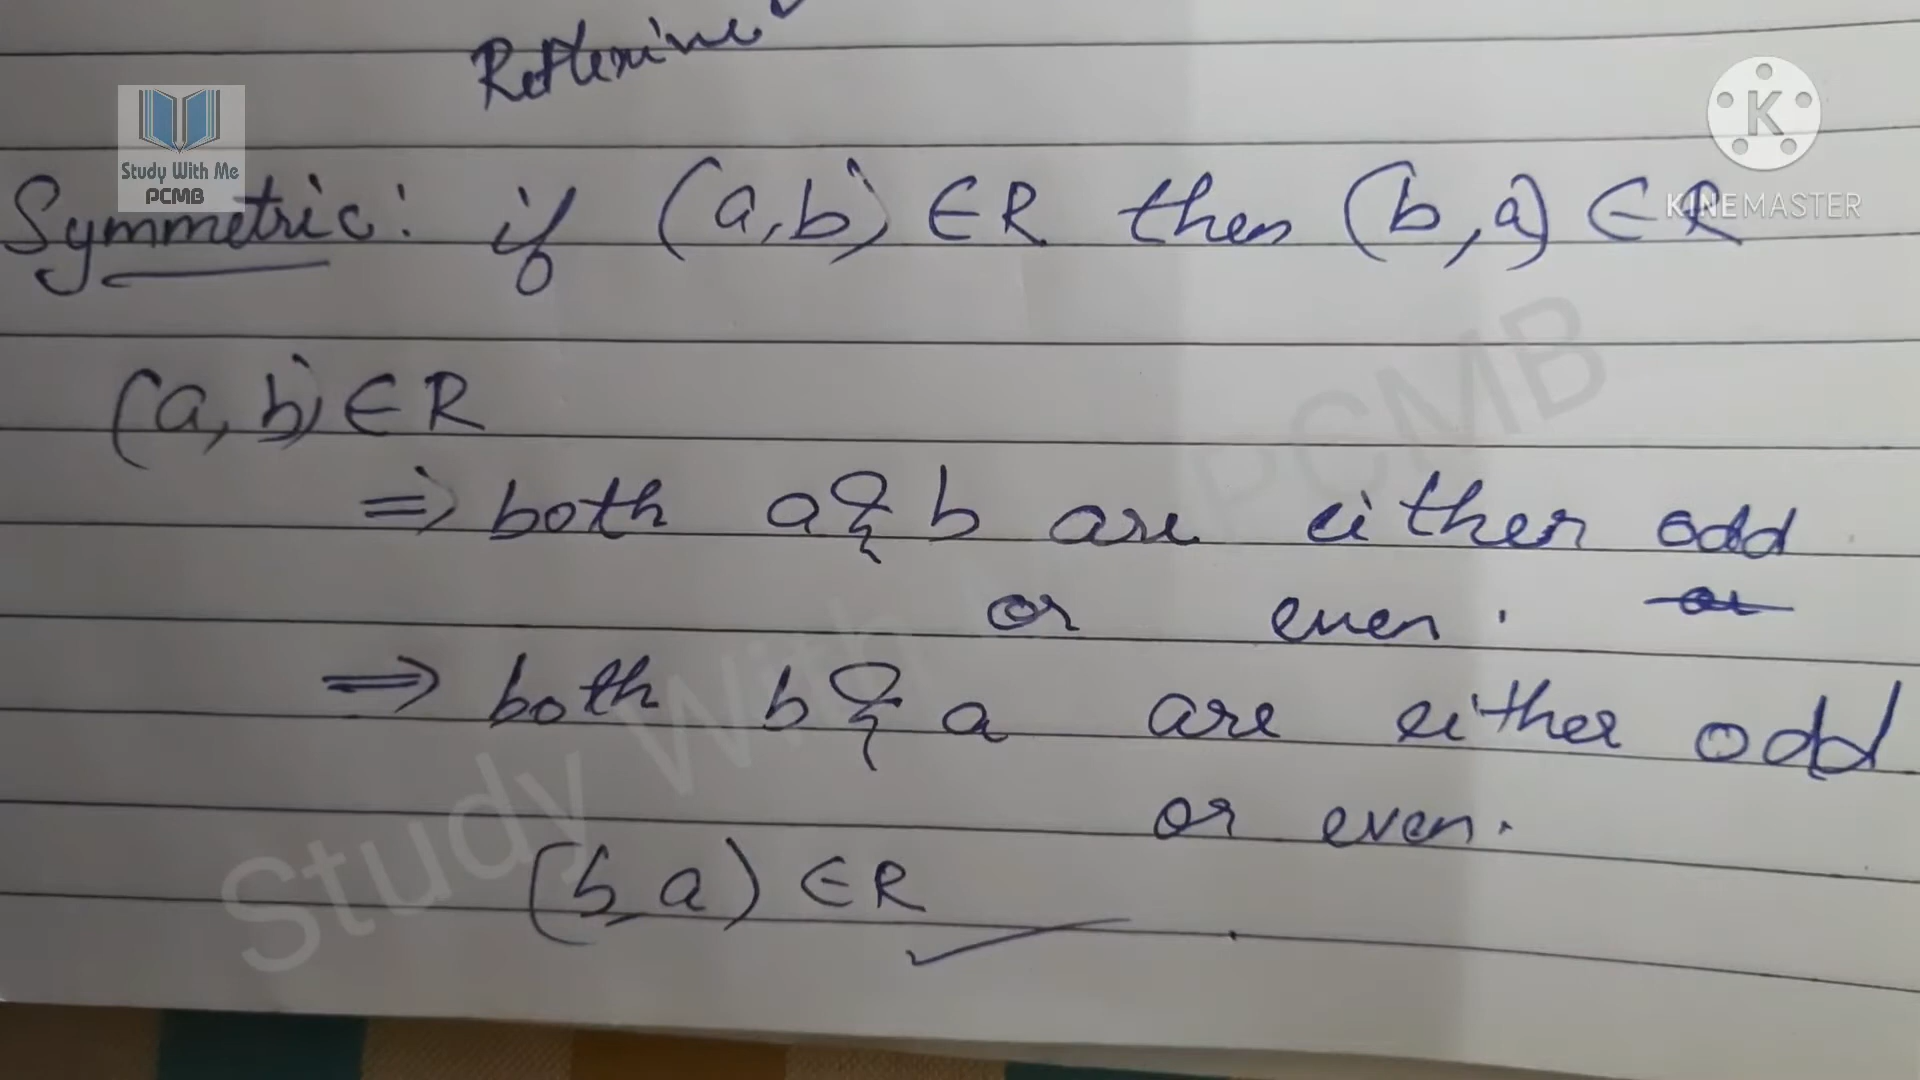 Reflexive
Study With Me
PCMB
KINEMASTER
Symmetric: if (a,b) ∈R then (b,a) ∈R
(a,b) ∈R
⇒ both a & b are either odd
or even. or
⇒ both b & a are either odd
or even.
(b,a) ∈R
Study With PCMB